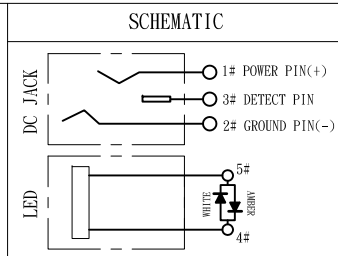 SCHEMATIC
DC JACK
1# POWER PIN(+)
3# DETECT PIN
2# GROUND PIN(-)
LED
5#
WHITE
AMBER
4#